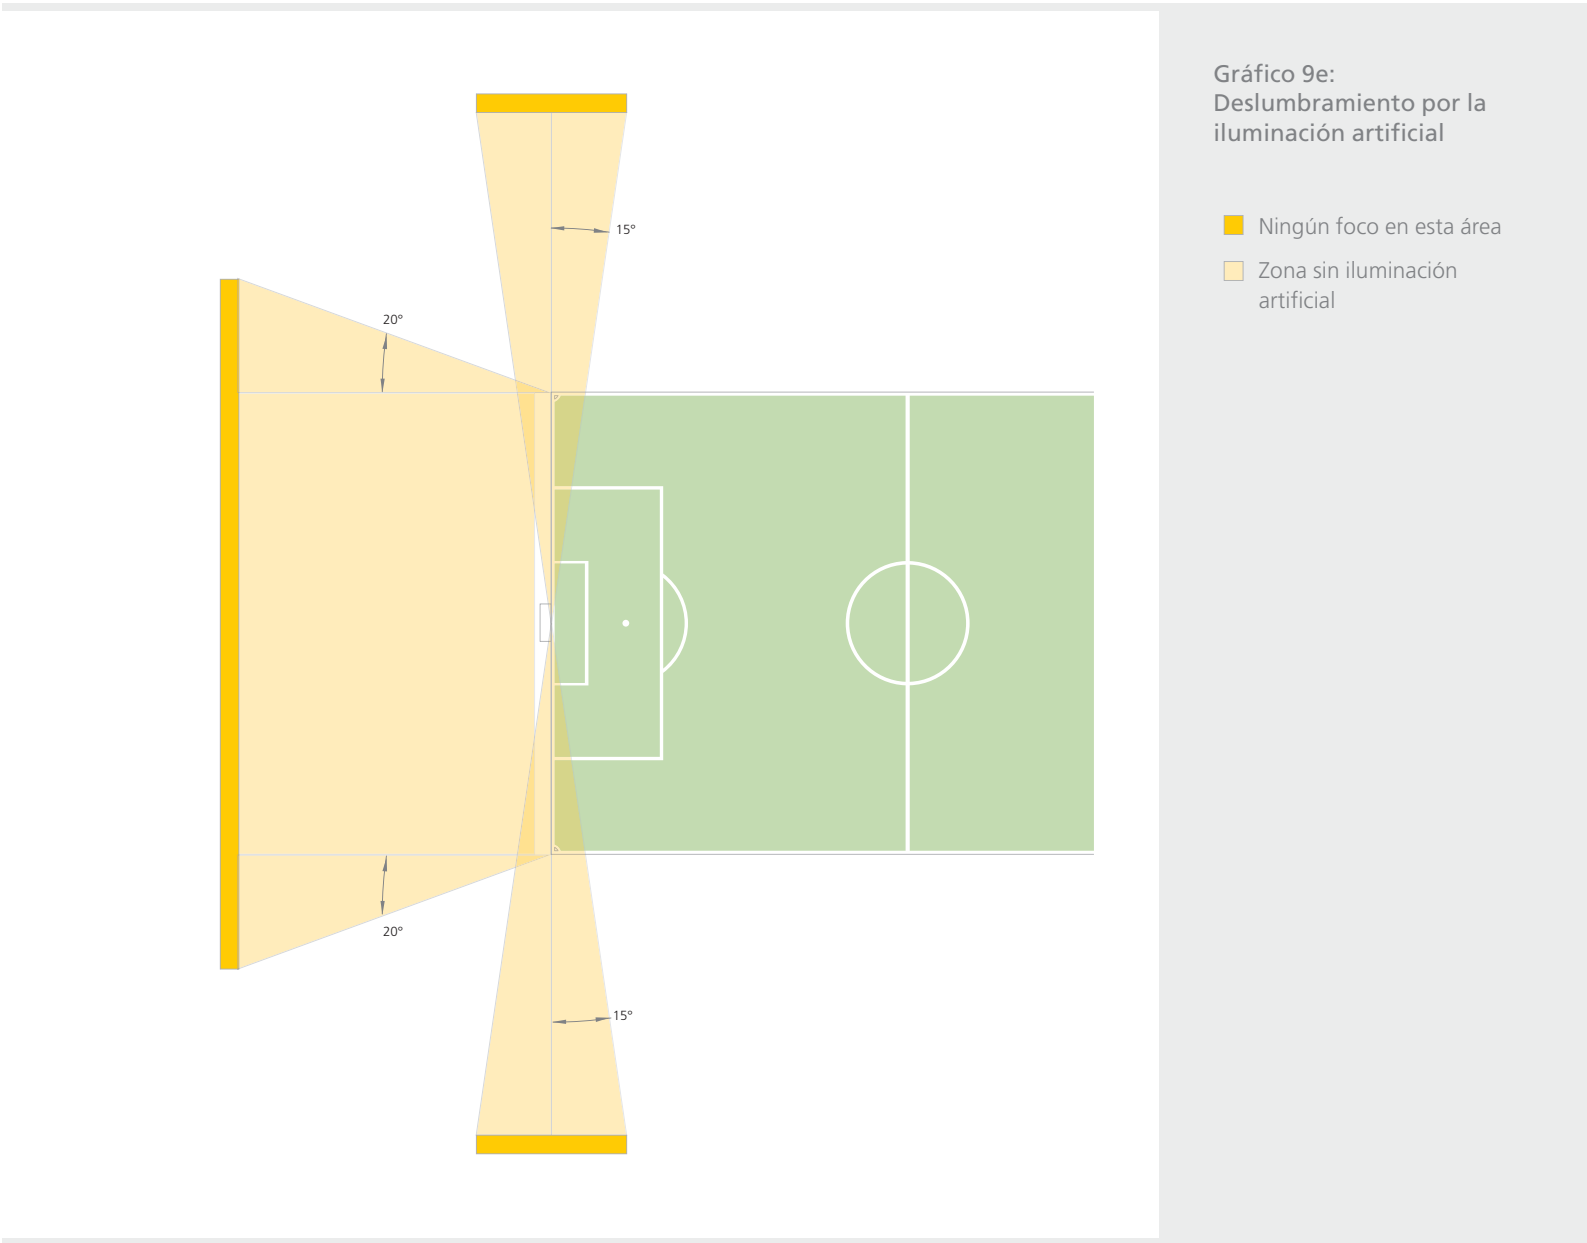 Gráfico 9e:
Deslumbramiento por la
iluminación artificial
Ningún foco en esta área
Zona sin iluminación
artificial
15°
20°
20°
15°